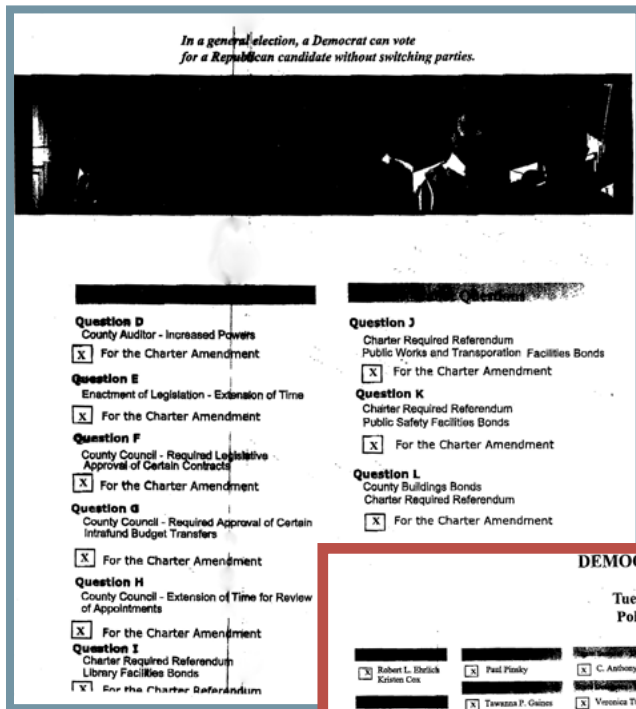 In a general election, a Democrat can vote
for a Republican candidate without switching parties.
Question D
County Auditor - Increased Powers
X For the Charter Amendment
Question E
Enactment of Legislation - Extension of Time
X For the Charter Amendment
Question F
County Council - Required Legislative
Approval of Certain Contracts
X For the Charter Amendment
Question G
County Council - Required Approval of Certain
Intrafund Budget Transfers
X For the Charter Amendment
Question H
County Council - Extension of Time for Review
of Appointments
X For the Charter Amendment
Question I
Charter Required Referendum
Library Facilities Bonds
X For the Charter Referendum
Questions
Question J
Charter Required Referendum
Public Works and Transporation Facilities Bonds
X For the Charter Amendment
Question K
Charter Required Referendum
Public Safety Facilities Bonds
X For the Charter Amendment
Question L
County Buildings Bonds
Charter Required Referendum
X For the Charter Amendment
DEMOC
Tue
Pol
X Robert L. Ehrlich
Kristen Cox
X Paul Pinsky
X C. Anthony
X Tawanna P. Gaines
X Veronica T